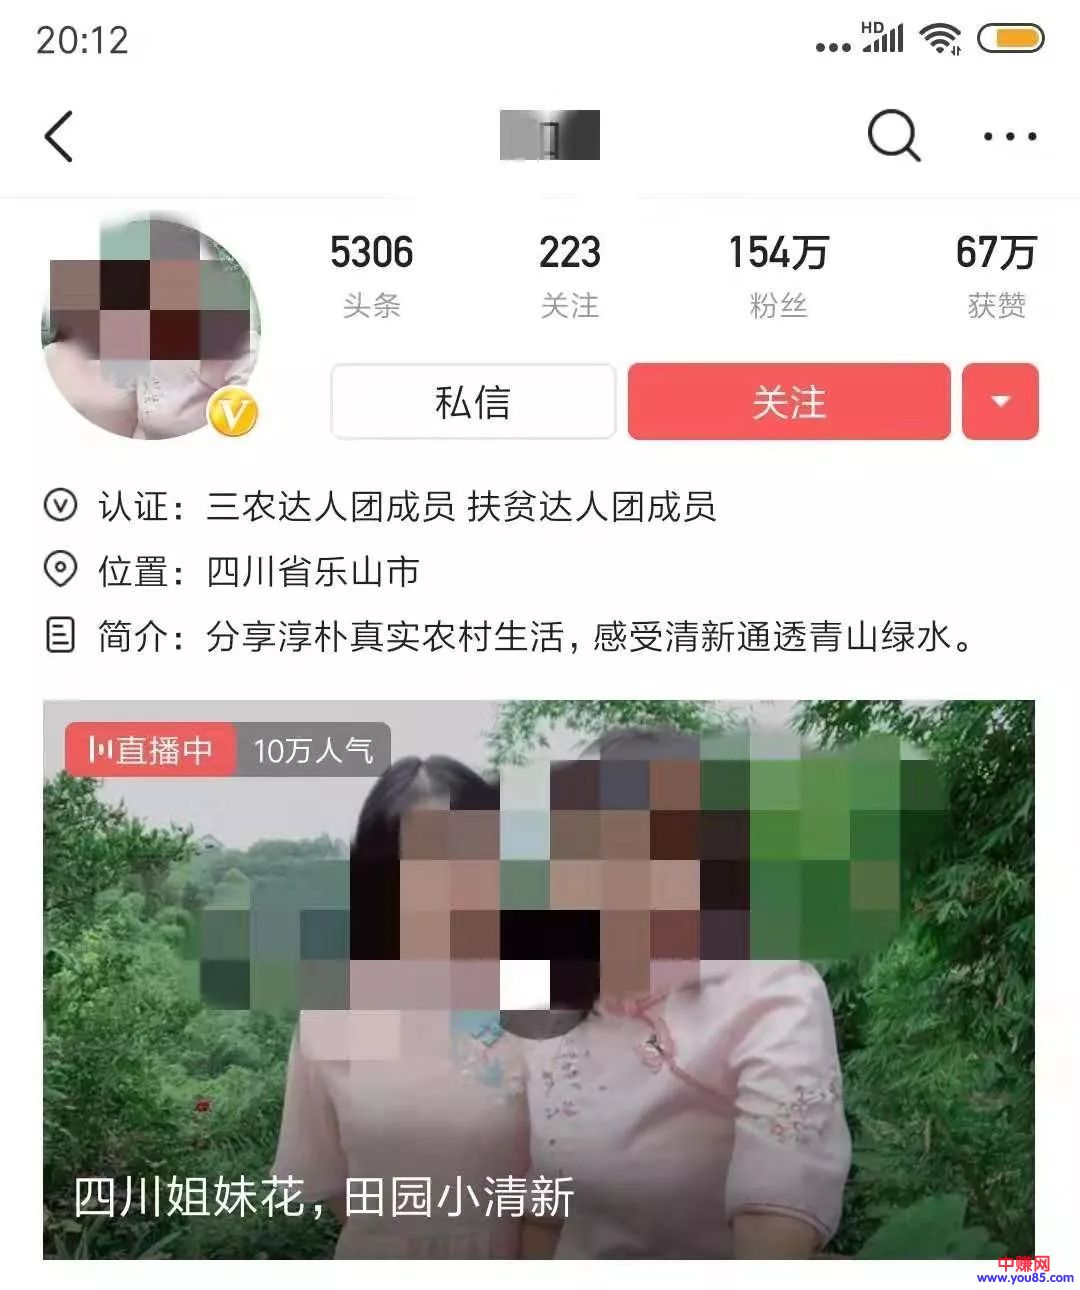 20:12
HD
5306 223 154万 67万
头条 关注 粉丝 获赞
私信 关注
认证：三农达人团成员 扶贫达人团成员
位置：四川省乐山市
简介：分享淳朴真实农村生活，感受清新通透青山绿水。
直播中 10万人气
四川姐妹花，田园小清新
中赚网
www.you85.com